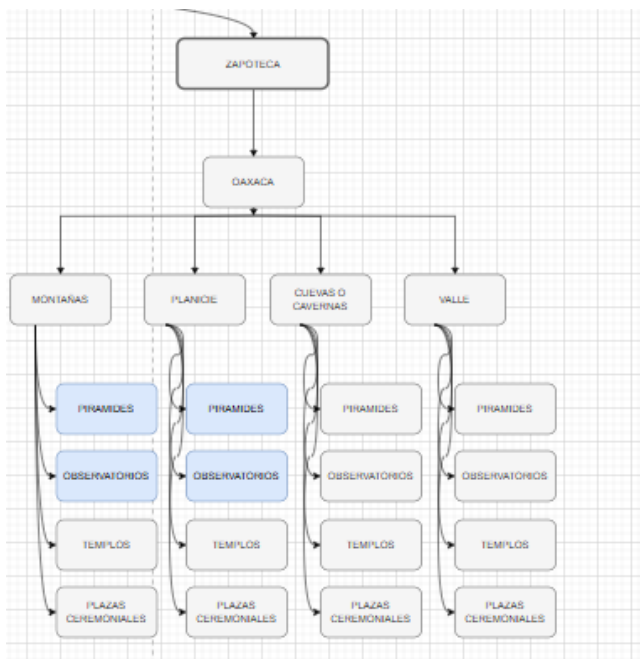 ZAPOTECA
OAXACA
MONTAÑAS
PLANICIE
CUEVAS O
CAVERNAS
VALLE
PIRAMIDES
PIRAMIDES
PIRAMIDES
PIRAMIDES
OBSERVATORIOS
OBSERVATORIOS
OBSERVATORIOS
OBSERVATORIOS
TEMPLOS
TEMPLOS
TEMPLOS
TEMPLOS
PLAZAS
CEREMONIALES
PLAZAS
CEREMONIALES
PLAZAS
CEREMONIALES
PLAZAS
CEREMONIALES